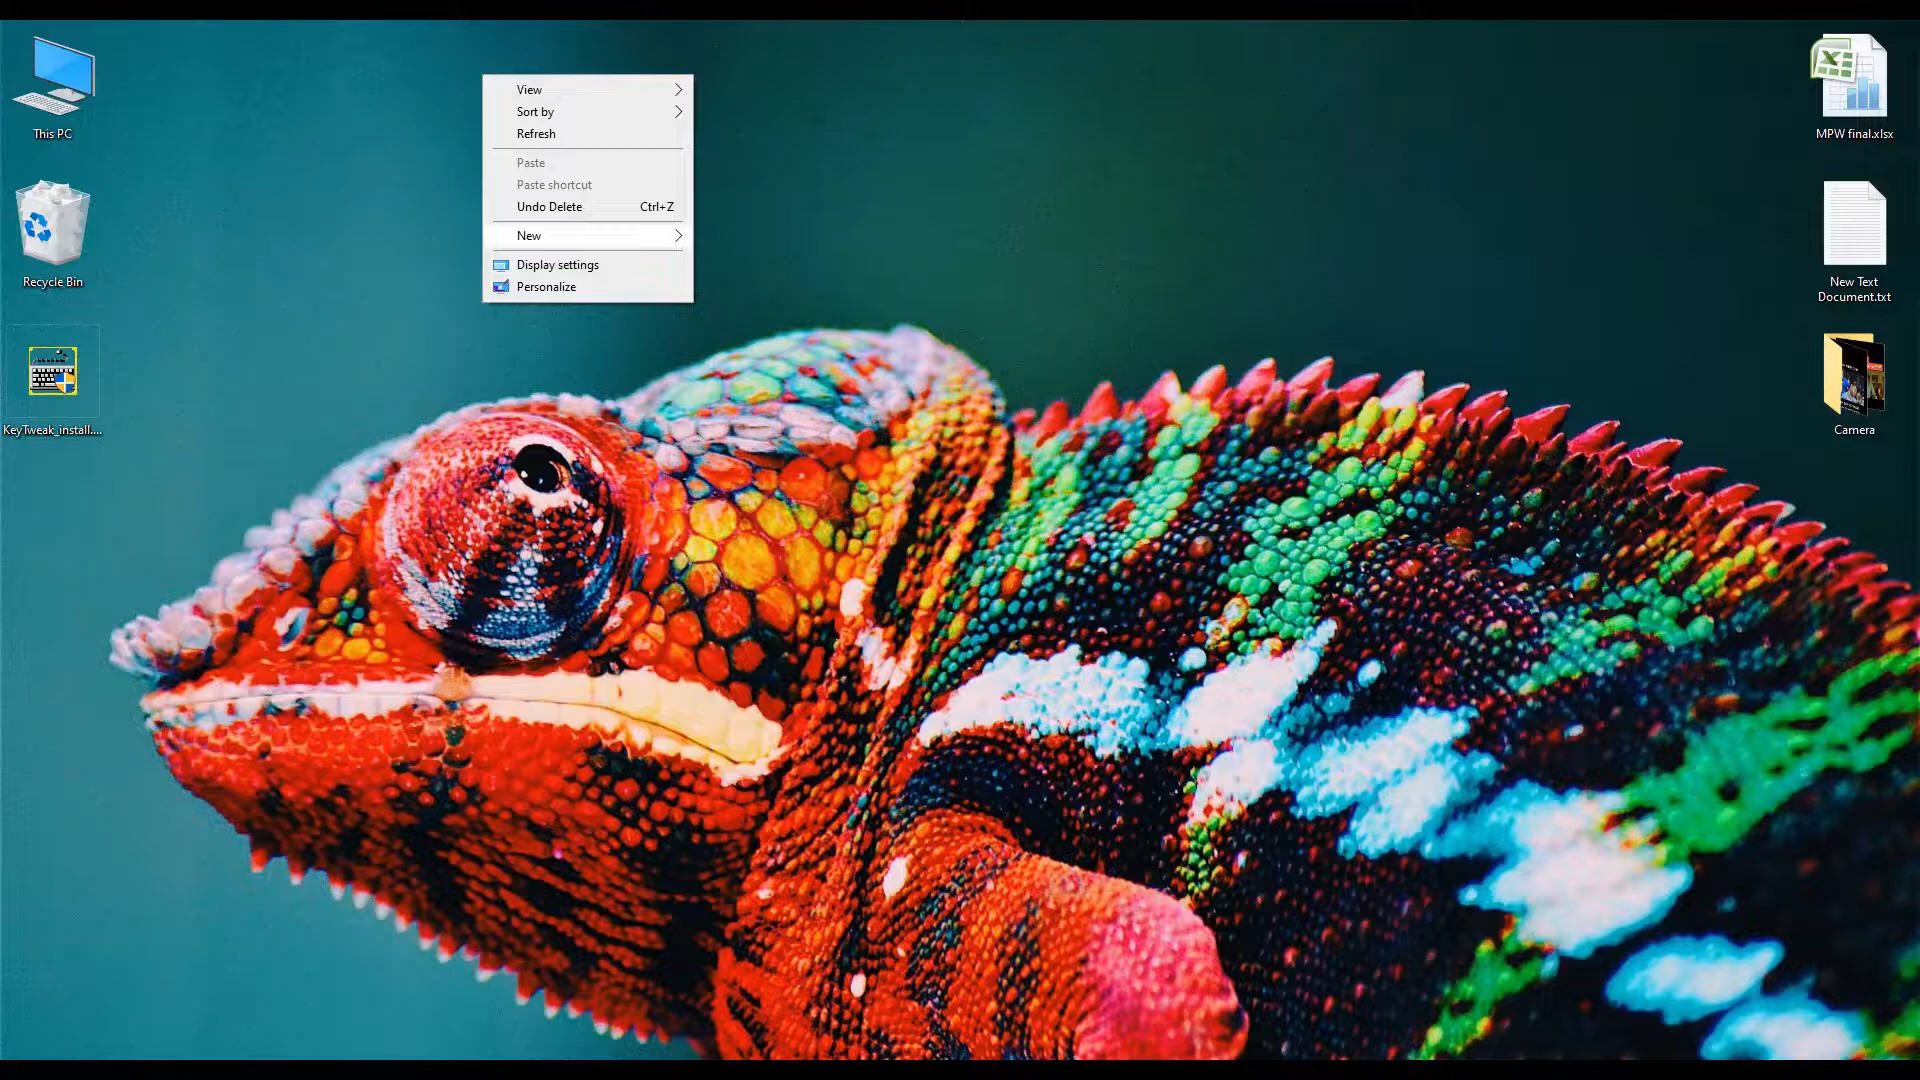 This PC
Recycle Bin
KeyTweak_install....
View
Sort by
Refresh
Paste
Paste shortcut
Undo Delete Ctrl+Z
New
Display settings
Personalize
MPW final.xlsx
New Text
Document.txt
Camera